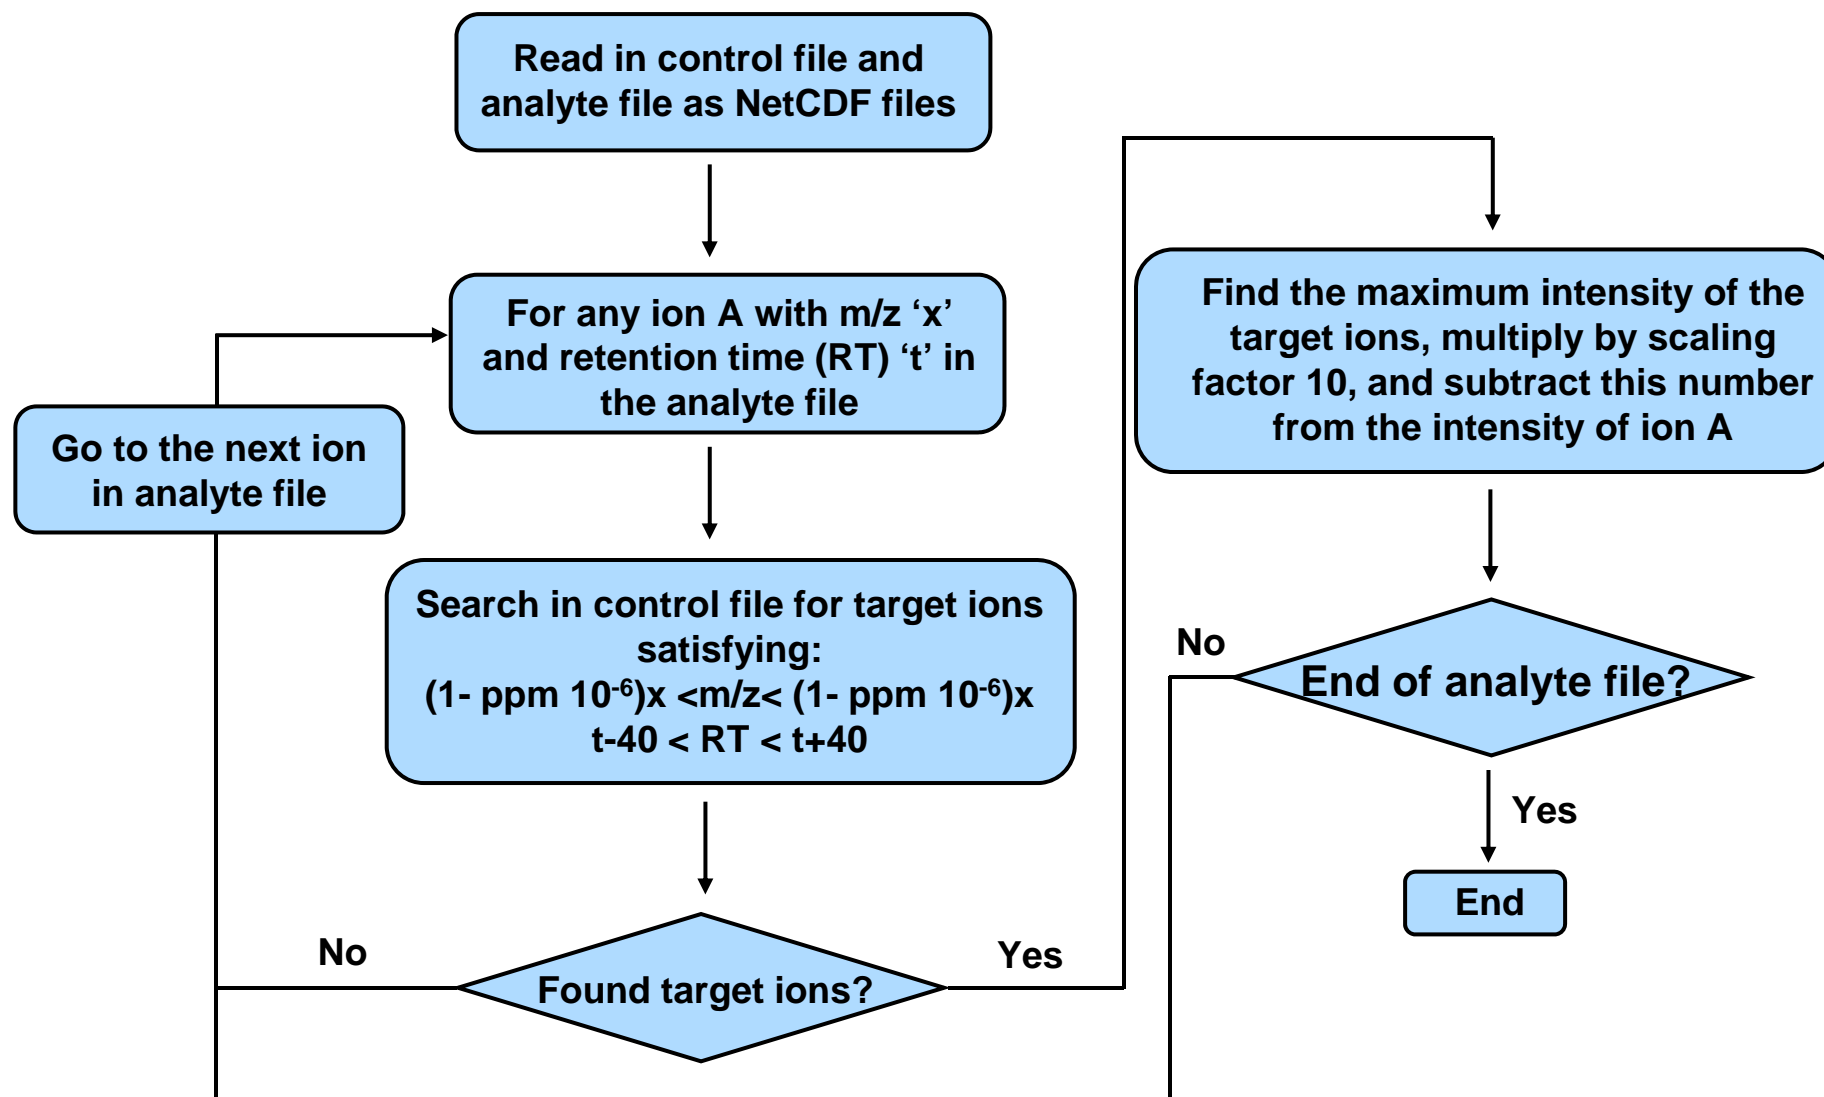 Read in control file and
analyte file as NetCDF files
For any ion A with m/z ‘x’
and retention time (RT) ‘t’ in
the analyte file
Go to the next ion
in analyte file
Search in control file for target ions
satisfying:
(1- ppm 10⁻⁶)x <m/z< (1- ppm 10⁻⁶)x
t-40 < RT < t+40
No
Found target ions?
Yes
Find the maximum intensity of the
target ions, multiply by scaling
factor 10, and subtract this number
from the intensity of ion A
No
End of analyte file?
Yes
End